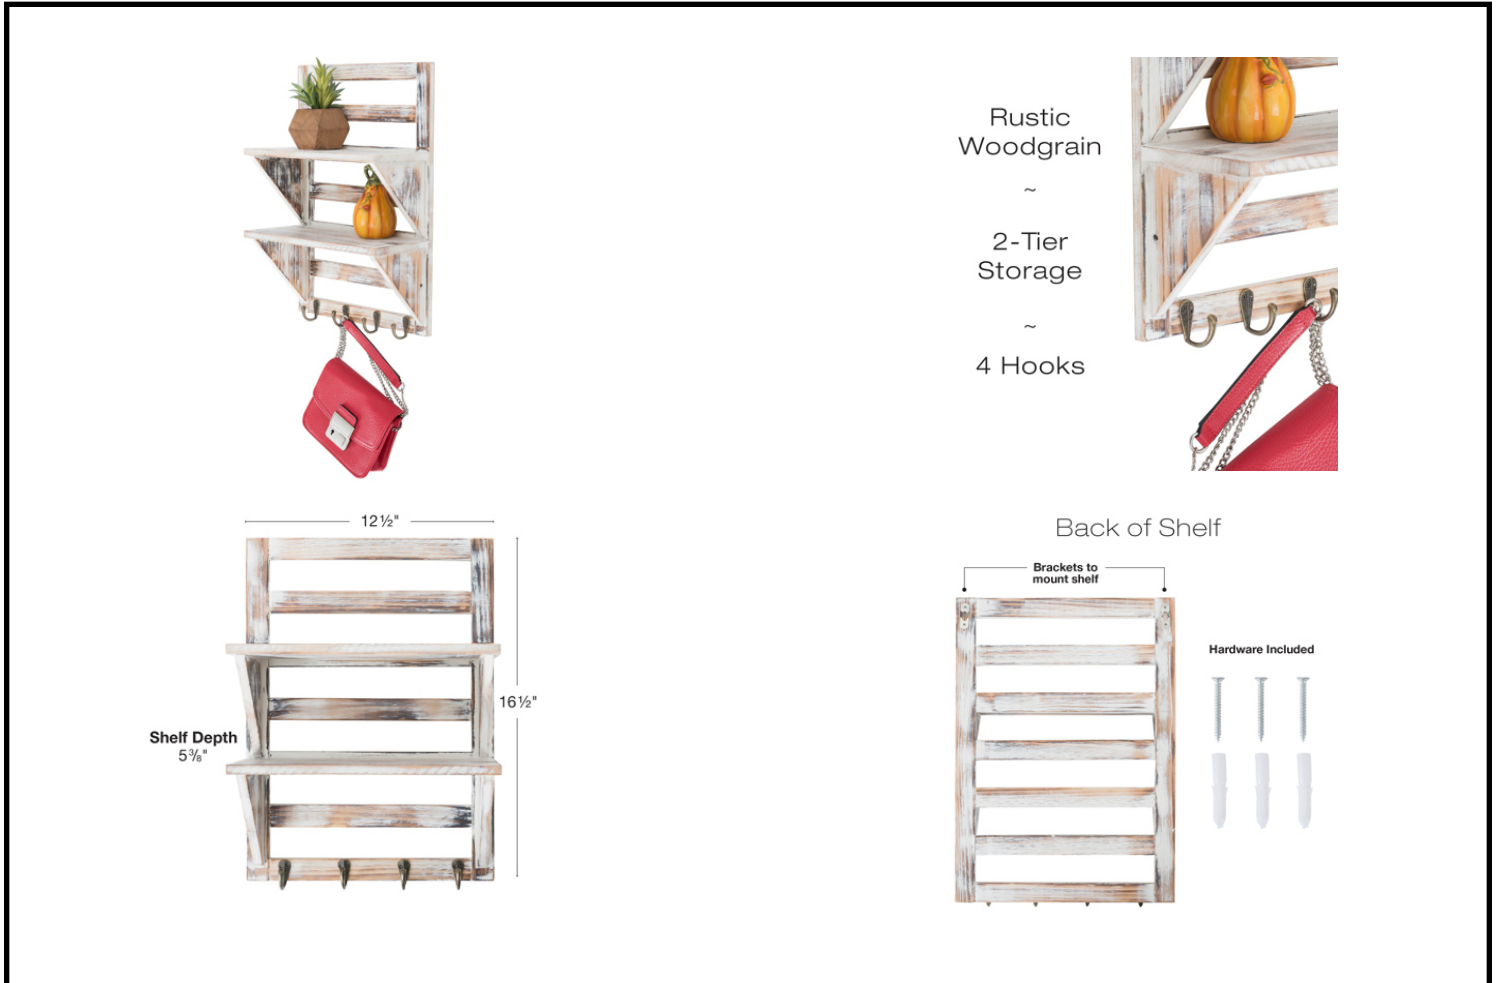 Rustic
Woodgrain
~
2-Tier
Storage
~
4 Hooks
12½"
16½"
Shelf Depth
5⅜"
Back of Shelf
Brackets to
mount shelf
Hardware Included